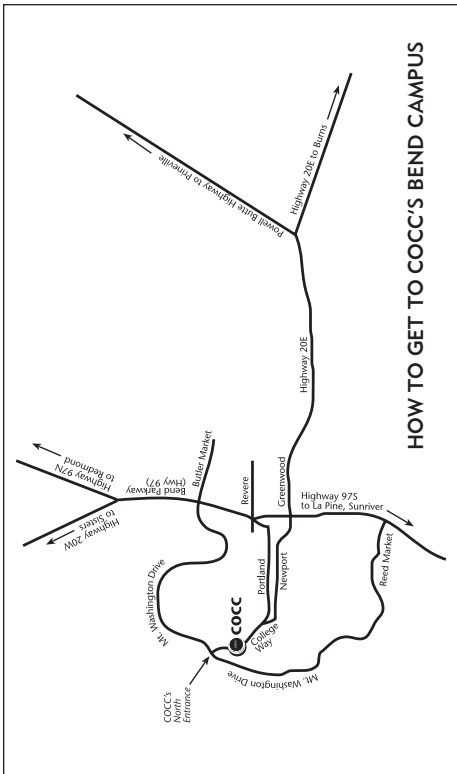 Powell Butte Highway to Prineville
Highway 20E to Burns
Highway 97N
to Redmond
Highway 20W
to Sisters
Bend Parkway
(Hwy 97)
Butler Market
Highway 20E
Mt. Washington Drive
Revere
Greenwood
Highway 97S
to La Pine, Sunriver
COCC's
North
Entrance
COCC
Portland
Newport
College
Way
Mt. Washington Drive
Reed Market
HOW TO GET TO COCC'S BEND CAMPUS